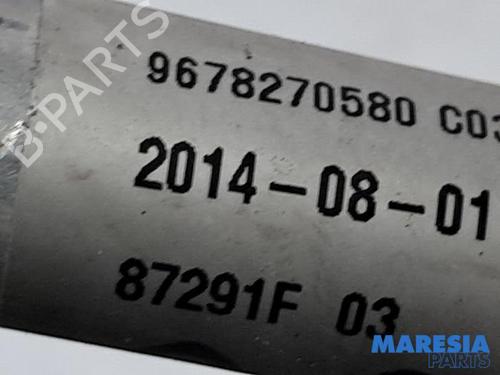 9678270580 C03
2014-08-01
87291F 03
B-PARTS
MARESIA
PARTS